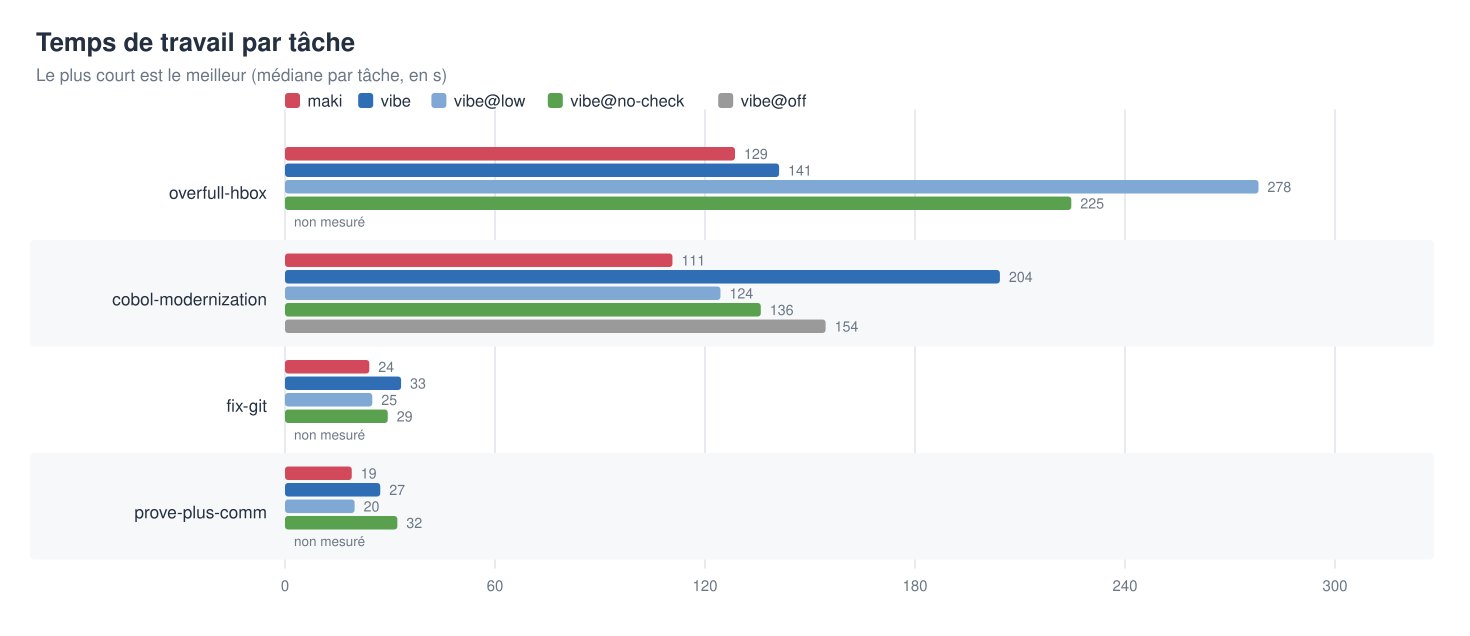 Temps de travail par tâche
Le plus court est le meilleur (médiane par tâche, en s)
maki vibe vibe@low vibe@no-check vibe@off
129
141
overfull-hbox
278
225
non mesuré
111
204
cobol-modernization
124
136
154
24
33
fix-git
25
29
non mesuré
19
27
prove-plus-comm
20
32
non mesuré
0 60 120 180 240 300